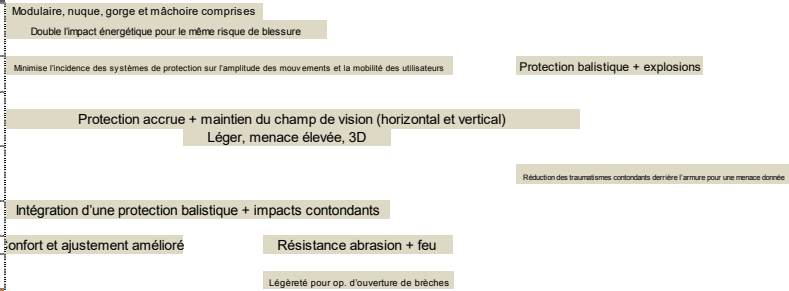 Modulaire, nuque, gorge et mâchoire comprises
Double l'impact énergétique pour le même risque de blessure
Minimise l'incidence des systèmes de protection sur l'amplitude des mouvements et la mobilité des utilisateurs
Protection balistique + explosions
Protection accrue + maintien du champ de vision (horizontal et vertical)
Léger, menace élevée, 3D
Réduction des traumatismes contondants derrière l'armure pour une menace donnée
Intégration d'une protection balistique + impacts contondants
onfort et ajustement amélioré
Résistance abrasion + feu
Légèreté pour op. d'ouverture de brèches